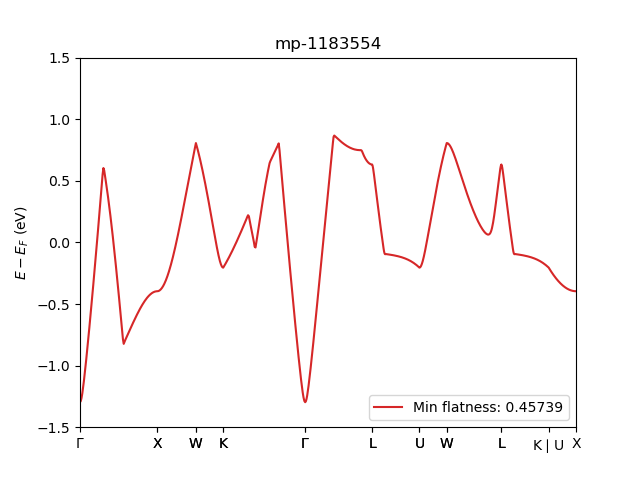 mp-1183554
1.5
1.0
0.5
0.0
−0.5
−1.0
−1.5
E − E_F (eV)
Min flatness: 0.45739
Γ X W K Γ L U W L K | U X